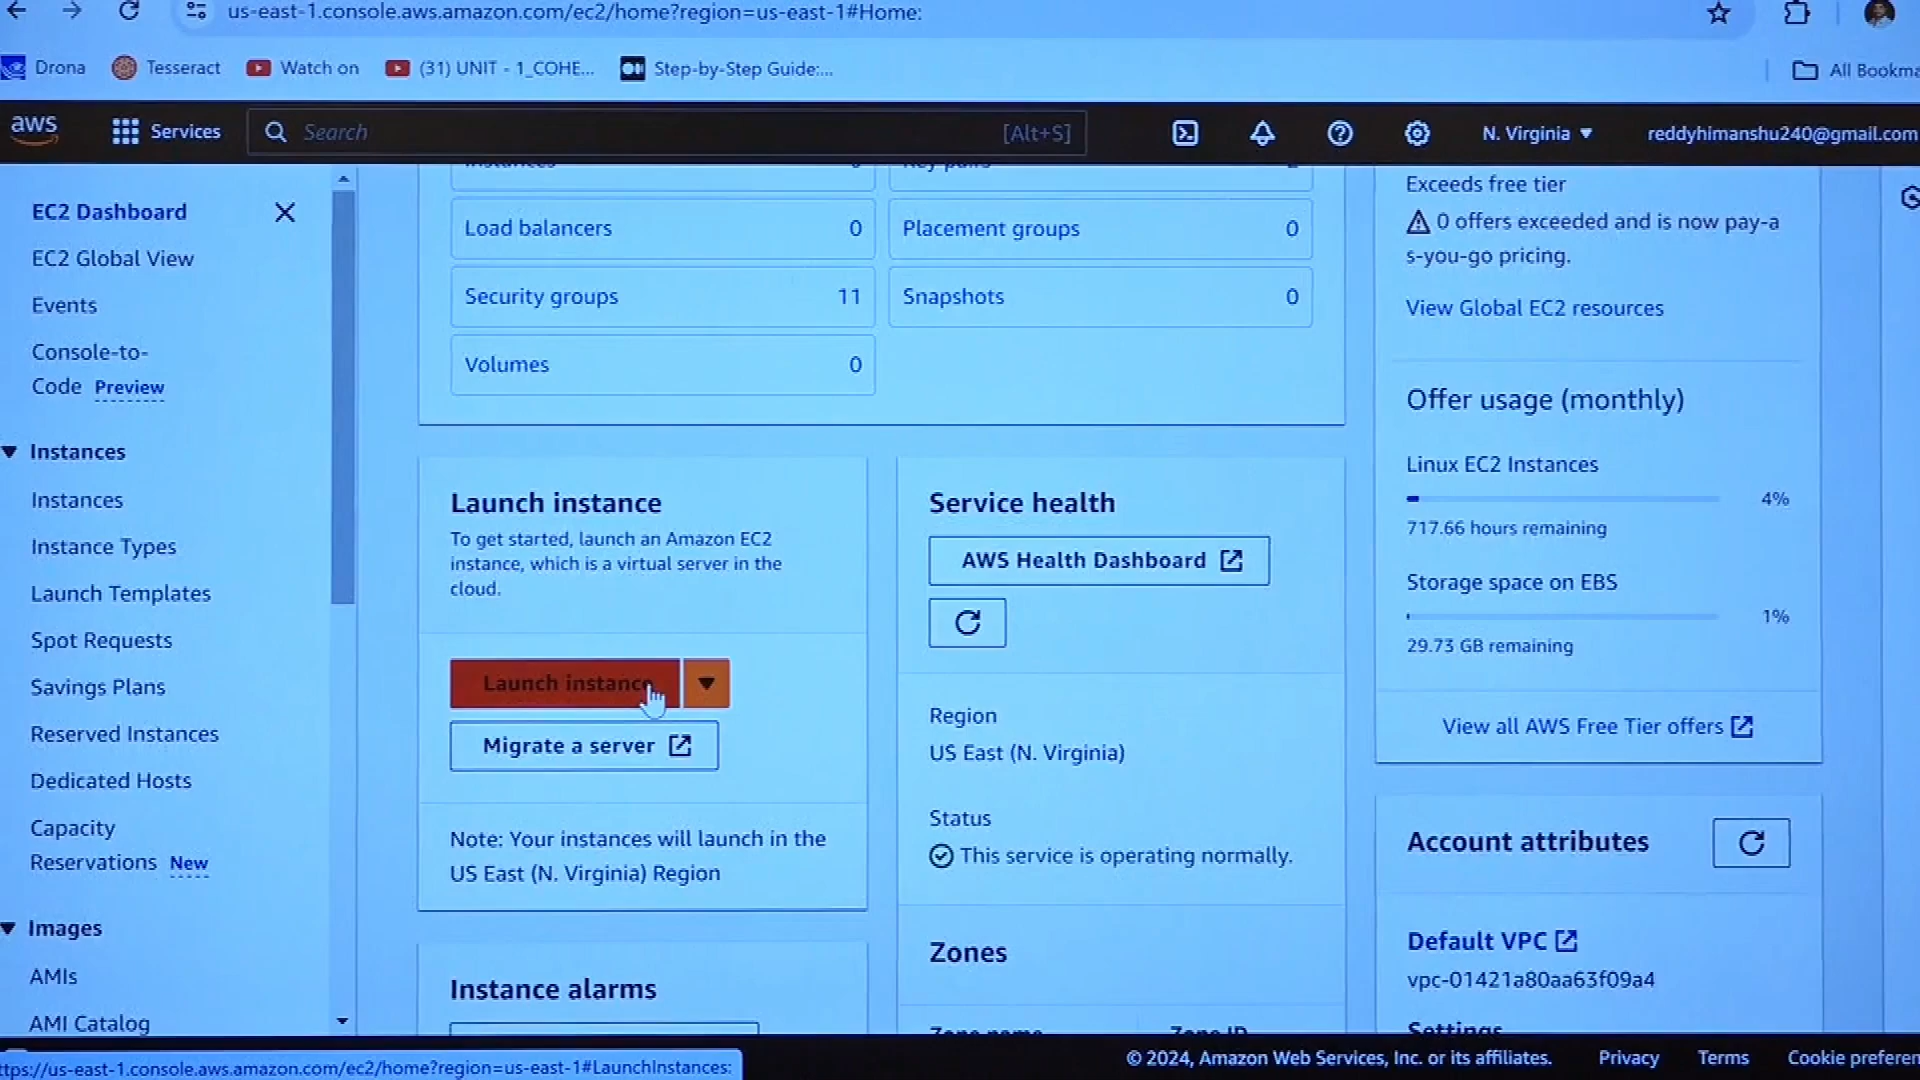 us-east-1.console.aws.amazon.com/ec2/home?region=us-east-1#Home:
Drona
Tesseract
Watch on
(31) UNIT - 1_COHE...
Step-by-Step Guide:...
All Bookma
aws
Services
Search
[Alt+S]
N. Virginia
reddyhimanshu240@gmail.com
EC2 Dashboard
EC2 Global View
Events
Console-to-
Code Preview
Instances
Instances
Instance Types
Launch Templates
Spot Requests
Savings Plans
Reserved Instances
Dedicated Hosts
Capacity
Reservations New
Images
AMIs
AMI Catalog
Load balancers 0
Placement groups 0
Security groups 11
Snapshots 0
Volumes 0
Launch instance
To get started, launch an Amazon EC2
instance, which is a virtual server in the
cloud.
Launch instance
Migrate a server
Note: Your instances will launch in the
US East (N. Virginia) Region
Instance alarms
Service health
AWS Health Dashboard
Region
US East (N. Virginia)
Status
This service is operating normally.
Zones
Zone name Zone ID
Exceeds free tier
0 offers exceeded and is now pay-a
s-you-go pricing.
View Global EC2 resources
Offer usage (monthly)
Linux EC2 Instances
4%
717.66 hours remaining
Storage space on EBS
1%
29.73 GB remaining
View all AWS Free Tier offers
Account attributes
Default VPC
vpc-01421a80aa63f09a4
Settings
ttps://us-east-1.console.aws.amazon.com/ec2/home?region=us-east-1#LaunchInstances:
© 2024, Amazon Web Services, Inc. or its affiliates.
Privacy
Terms
Cookie preferen